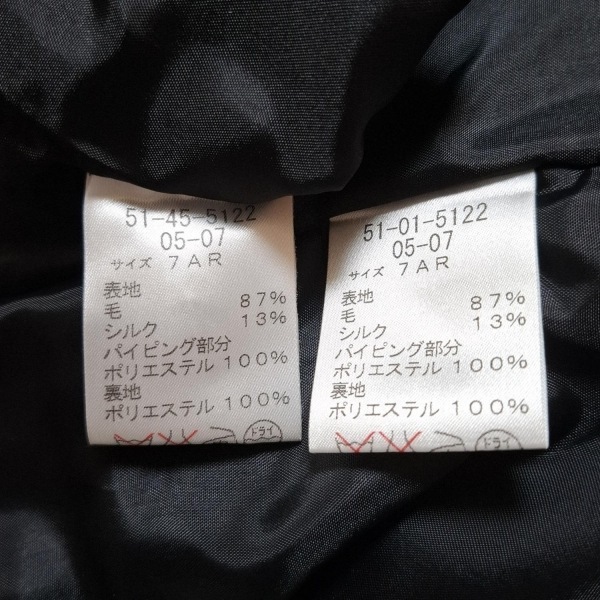 51-45-5122
05-07
サイズ 7AR
表地
毛 87%
シルク 13%
パイピング部分
ポリエステル 100%
裏地
ポリエステル 100%
ドライ
51-01-5122
05-07
サイズ 7AR
表地
毛 87%
シルク 13%
パイピング部分
ポリエステル 100%
裏地
ポリエステル 100%
ドライ